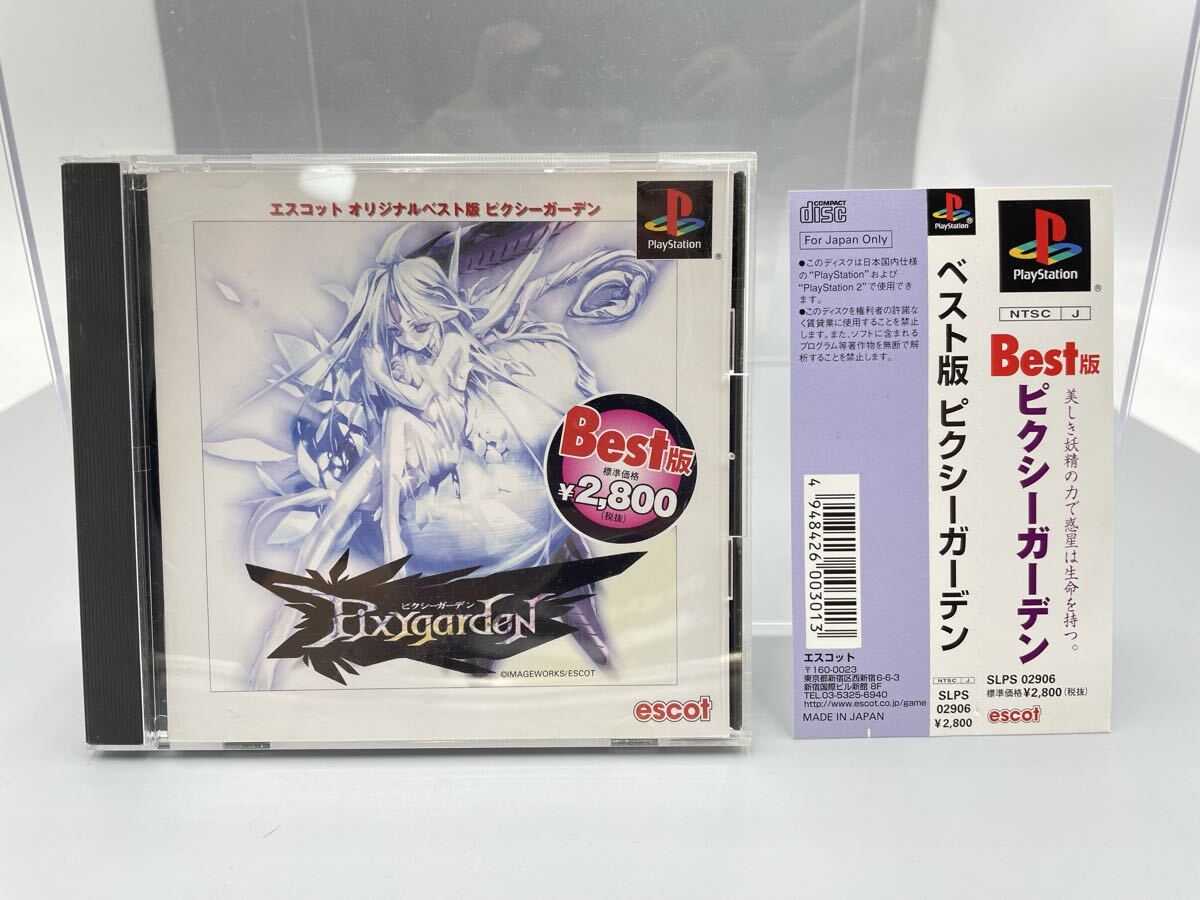 エスコット オリジナルベスト版 ピクシーガーデン
PlayStation
®
Best版
標準価格
¥2,800
(税抜)
ピクシーガーデン
PixygardeN
©IMAGEWORKS/ESCOT
escot
COMPACT
disc
For Japan Only
●このディスクは日本国内仕様
の"PlayStation"および
"PlayStation 2"で使用でき
ます。
●このディスクを権利者の許諾な
く賃貸業に使用することを禁止
します。また、ソフトに含まれる
プログラム等著作物を無断で解
析することを禁止します。
4 948426 003013
エスコット
〒160-0023
東京都新宿区西新宿6-6-3
新宿国際ビル新館 8F
TEL.03-5325-6940
http://www.escot.co.jp/game
MADE IN JAPAN
PlayStation®
ベスト版 ピクシーガーデン
NTSC J
SLPS
02906
¥2,800
PlayStation
®
NTSC J
Best版
ピクシーガーデン
美しき妖精の力で惑星は生命を持つ。
SLPS 02906
標準価格¥2,800(税抜)
escot